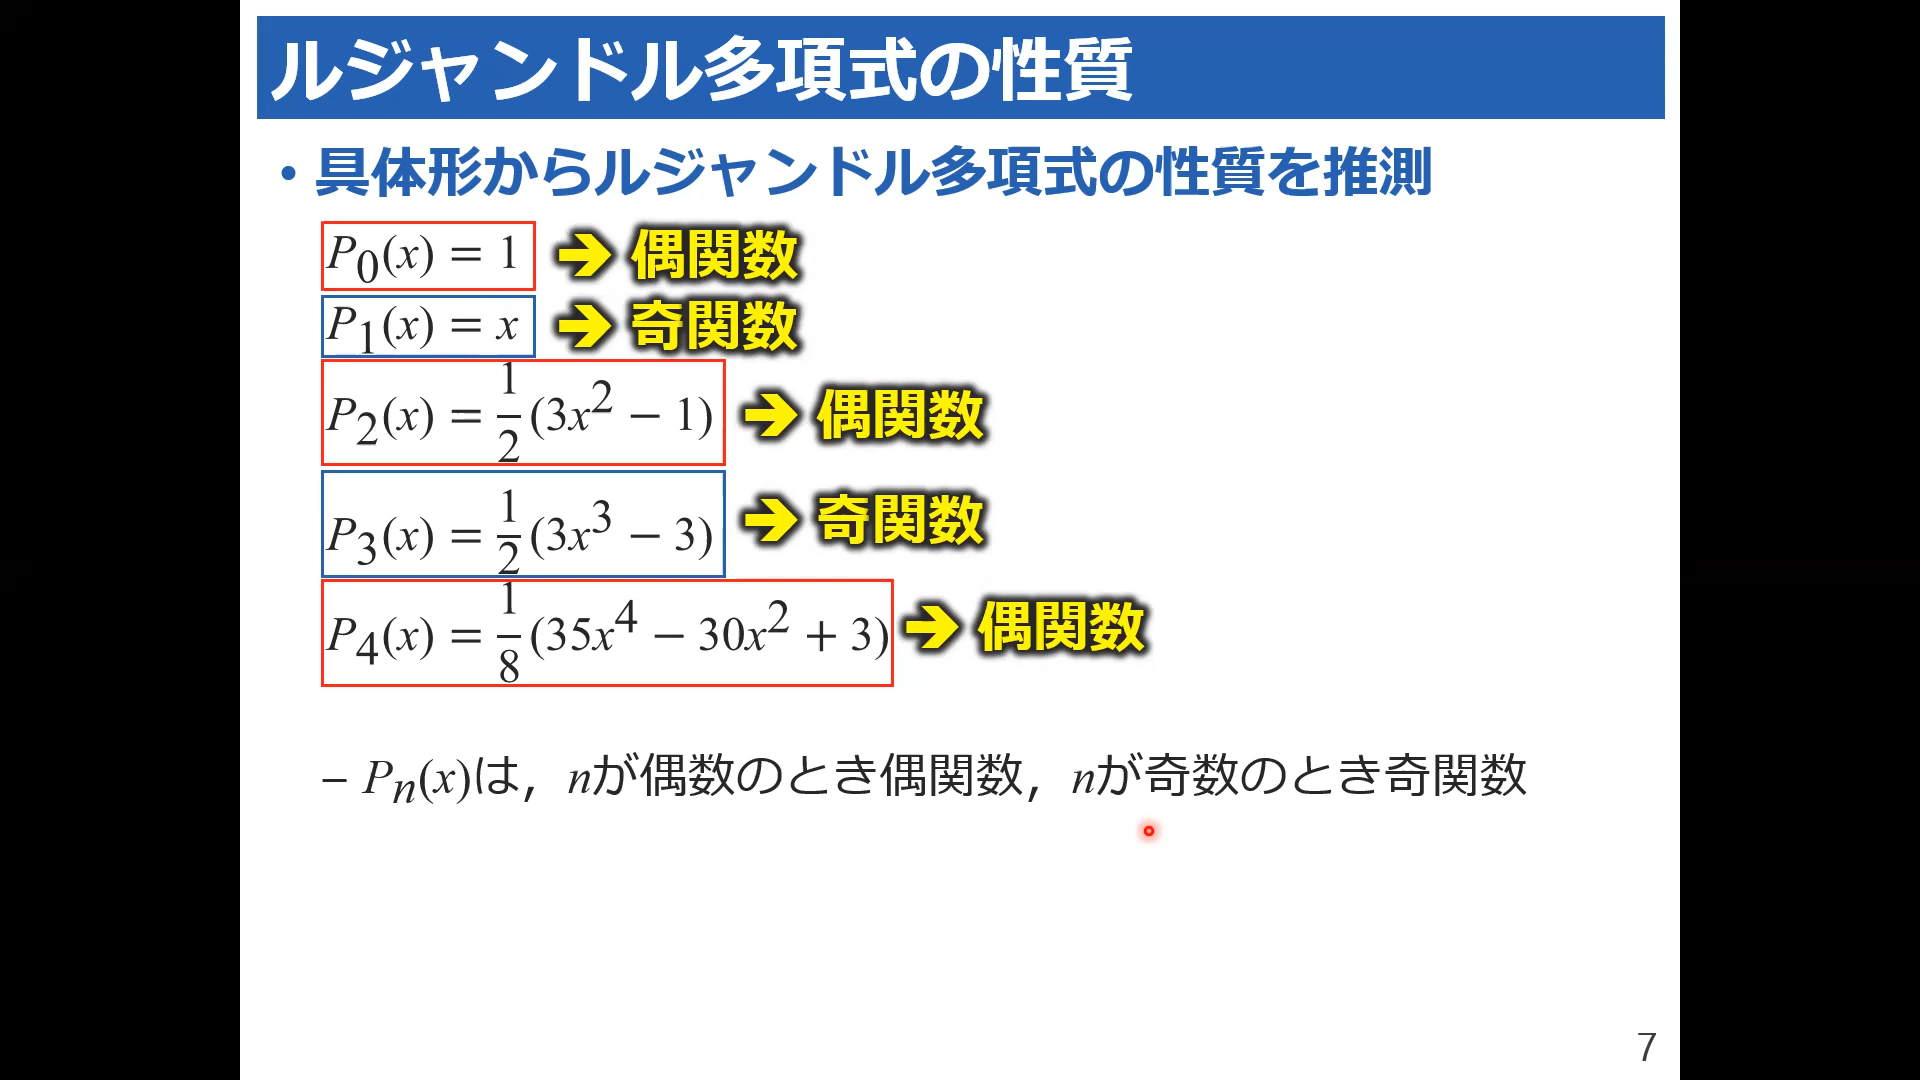 ルジャンドル多項式の性質
• 具体形からルジャンドル多項式の性質を推測
P₀(x) = 1 ➔ 偶関数
P₁(x) = x ➔ 奇関数
P₂(x) = 1/2 (3x² − 1) ➔ 偶関数
P₃(x) = 1/2 (3x³ − 3) ➔ 奇関数
P₄(x) = 1/8 (35x⁴ − 30x² + 3) ➔ 偶関数
– Pₙ(x)は，nが偶数のとき偶関数，nが奇数のとき奇関数
7